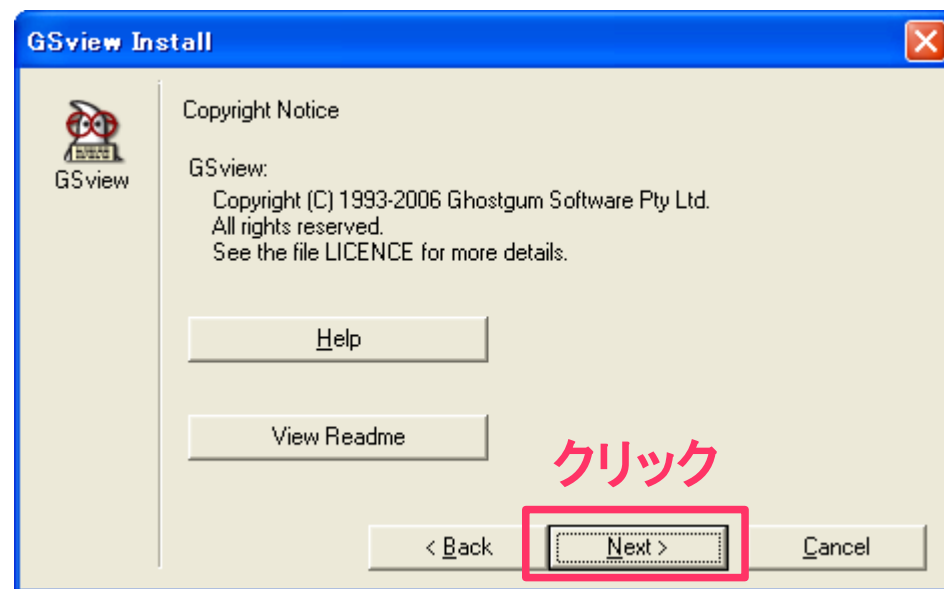 GSview Install
GSview
Copyright Notice
GSview:
Copyright (C) 1993-2006 Ghostgum Software Pty Ltd.
All rights reserved.
See the file LICENCE for more details.
Help
View Readme
クリック
< Back
Next >
Cancel